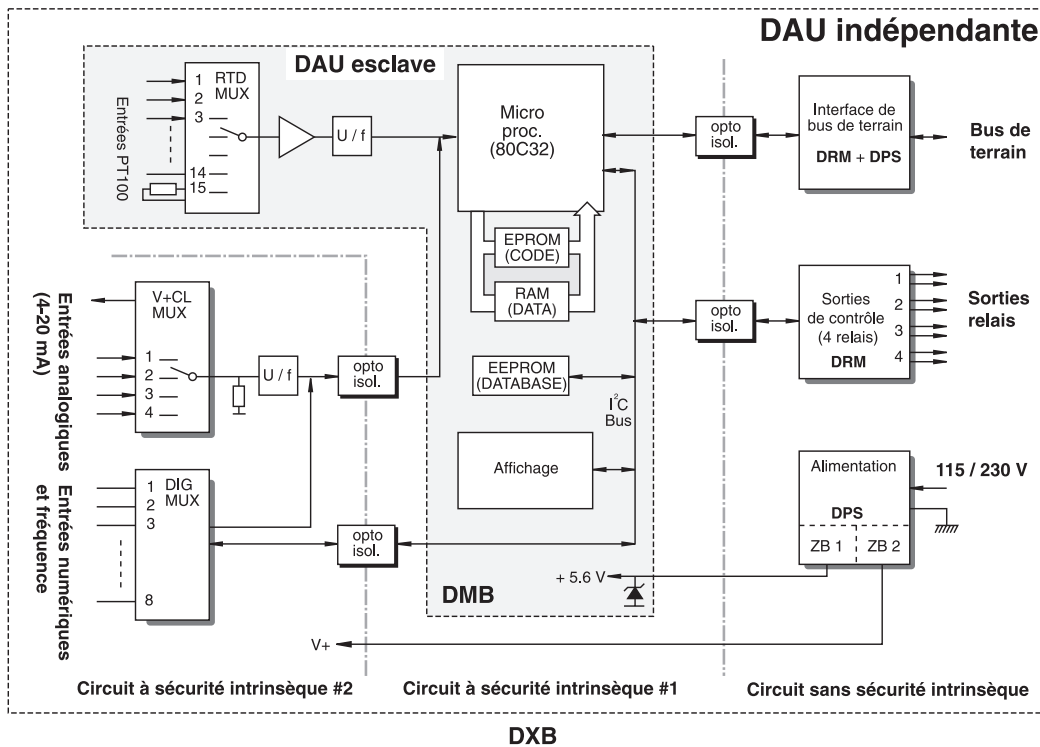 DAU indépendante
DAU esclave
Entrées PT100
1
2
3
14
15
RTD
MUX
U / f
Micro
proc.
(80C32)
EPROM
(CODE)
RAM
(DATA)
EEPROM
(DATABASE)
Affichage
I²C
Bus
opto
isol.
Interface de
bus de terrain
DRM + DPS
Bus de
terrain
opto
isol.
Sorties
de contrôle
(4 relais)
DRM
1
2
3
4
Sorties
relais
Entrées analogiques
(4-20 mA)
V+CL
MUX
1
2
3
4
U / f
opto
isol.
Entrées numériques
et fréquence
1
2
3
8
DIG
MUX
opto
isol.
Alimentation
DPS
ZB 1
ZB 2
115 / 230 V
+ 5.6 V
DMB
V+
Circuit à sécurité intrinsèque #2
Circuit à sécurité intrinsèque #1
Circuit sans sécurité intrinsèque
DXB